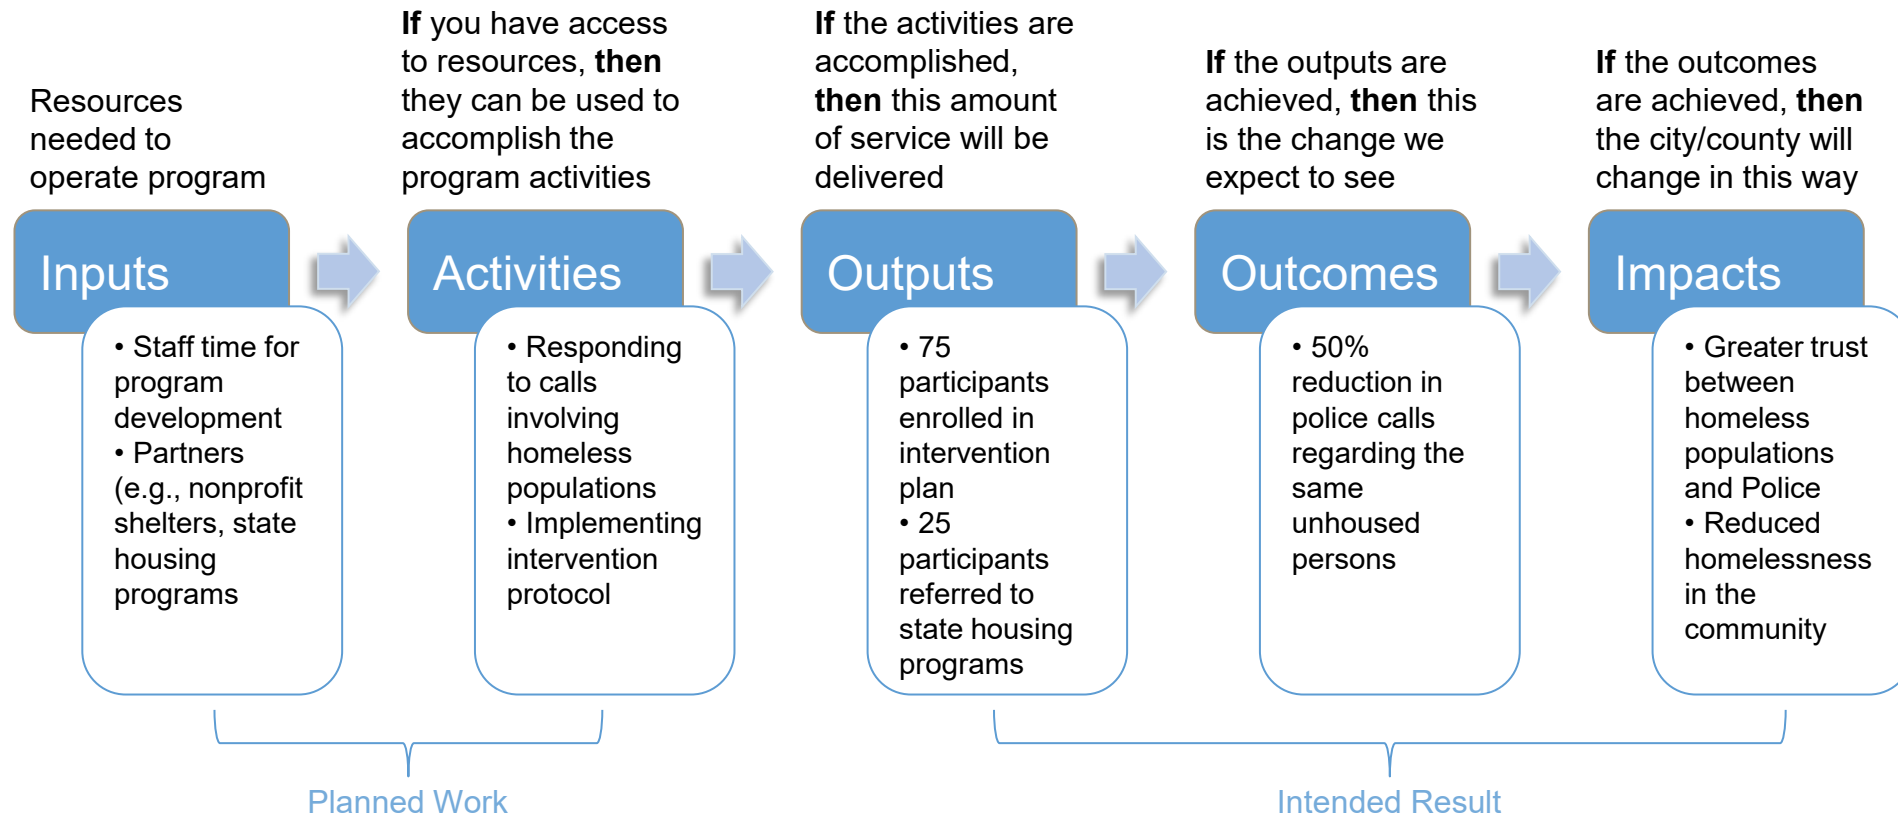 Resources
needed to
operate program
If you have access
to resources, then
they can be used to
accomplish the
program activities
If the activities are
accomplished,
then this amount
of service will be
delivered
If the outputs are
achieved, then this
is the change we
expect to see
If the outcomes
are achieved, then
the city/county will
change in this way
Inputs
Activities
Outputs
Outcomes
Impacts
• Staff time for
program
development
• Partners
(e.g., nonprofit
shelters, state
housing
programs
• Responding
to calls
involving
homeless
populations
• Implementing
intervention
protocol
• 75
participants
enrolled in
intervention
plan
• 25
participants
referred to
state housing
programs
• 50%
reduction in
police calls
regarding the
same
unhoused
persons
• Greater trust
between
homeless
populations
and Police
• Reduced
homelessness
in the
community
Planned Work
Intended Result